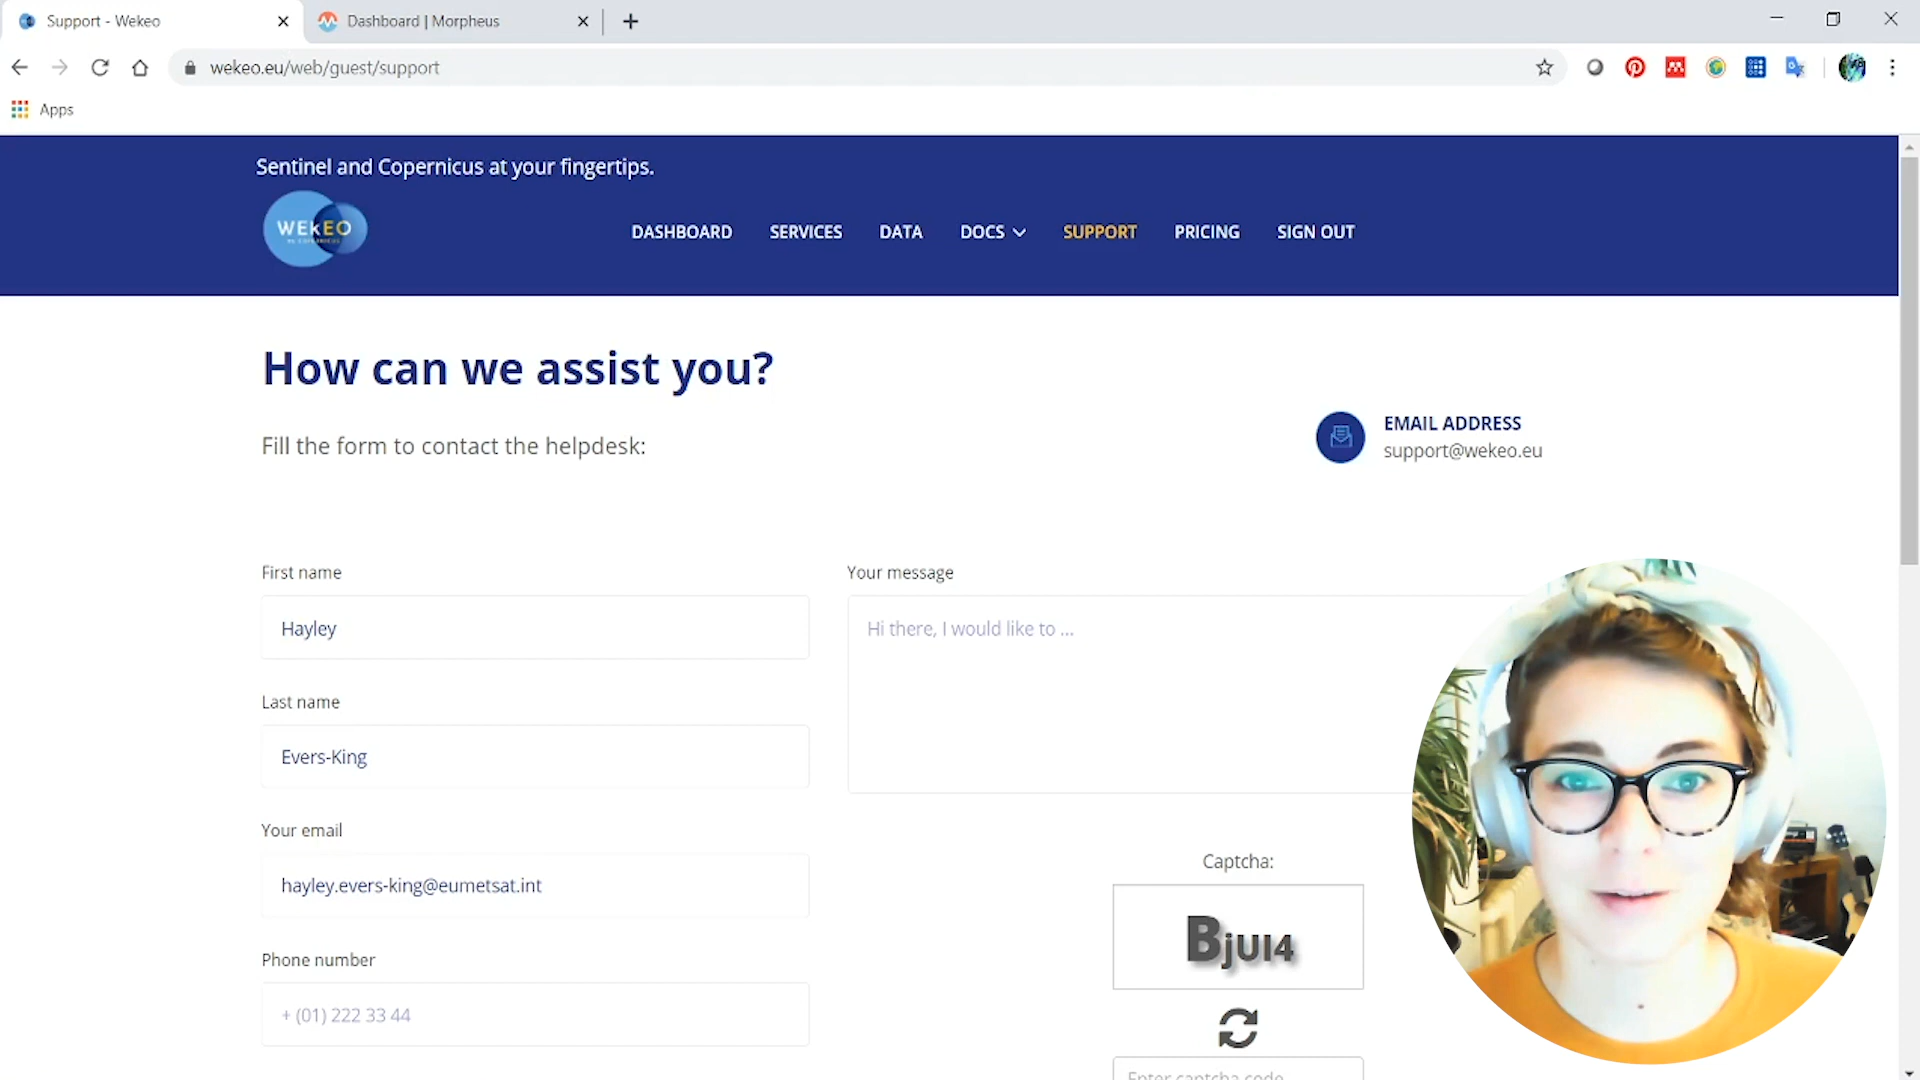 Support - Wekeo
Dashboard | Morpheus
wekeo.eu/web/guest/support
Apps
Sentinel and Copernicus at your fingertips.
WEkEO
DASHBOARD
SERVICES
DATA
DOCS
SUPPORT
PRICING
SIGN OUT
How can we assist you?
Fill the form to contact the helpdesk:
EMAIL ADDRESS
support@wekeo.eu
First name
Hayley
Last name
Evers-King
Your email
hayley.evers-king@eumetsat.int
Phone number
+ (01) 222 33 44
Your message
Hi there, I would like to ...
Captcha:
BjUI4
Enter captcha code